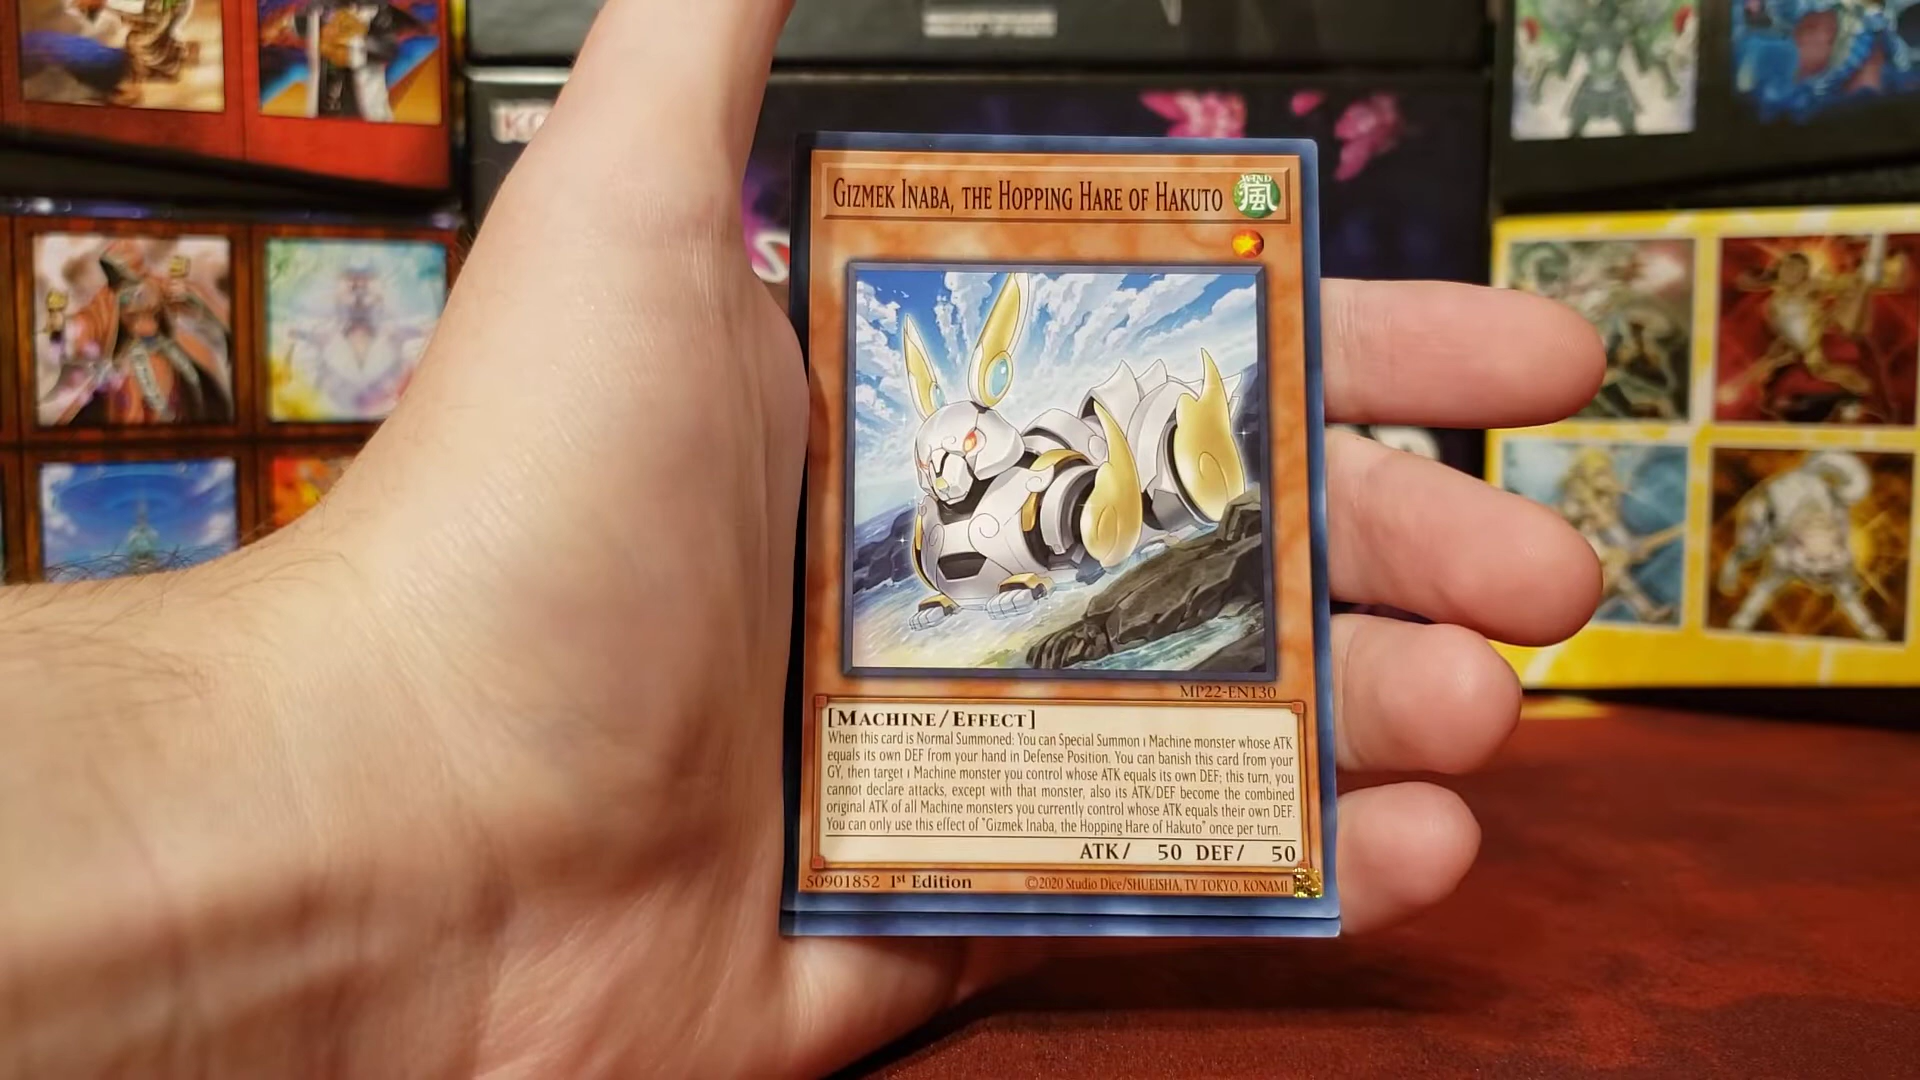 GIZMEK INABA, THE HOPPING HARE OF HAKUTO
WIND
風
MP22-EN130
[MACHINE/EFFECT]
When this card is Normal Summoned: You can Special Summon 1 Machine monster whose ATK
equals its own DEF from your hand in Defense Position. You can banish this card from your
GY, then target 1 Machine monster you control whose ATK equals its own DEF; this turn, you
cannot declare attacks, except with that monster, also its ATK/DEF become the combined
original ATK of all Machine monsters you currently control whose ATK equals their own DEF.
You can only use this effect of "Gizmek Inaba, the Hopping Hare of Hakuto" once per turn.
ATK/ 50 DEF/ 50
50901852 1st Edition
©2020 Studio Dice/SHUEISHA, TV TOKYO, KONAMI